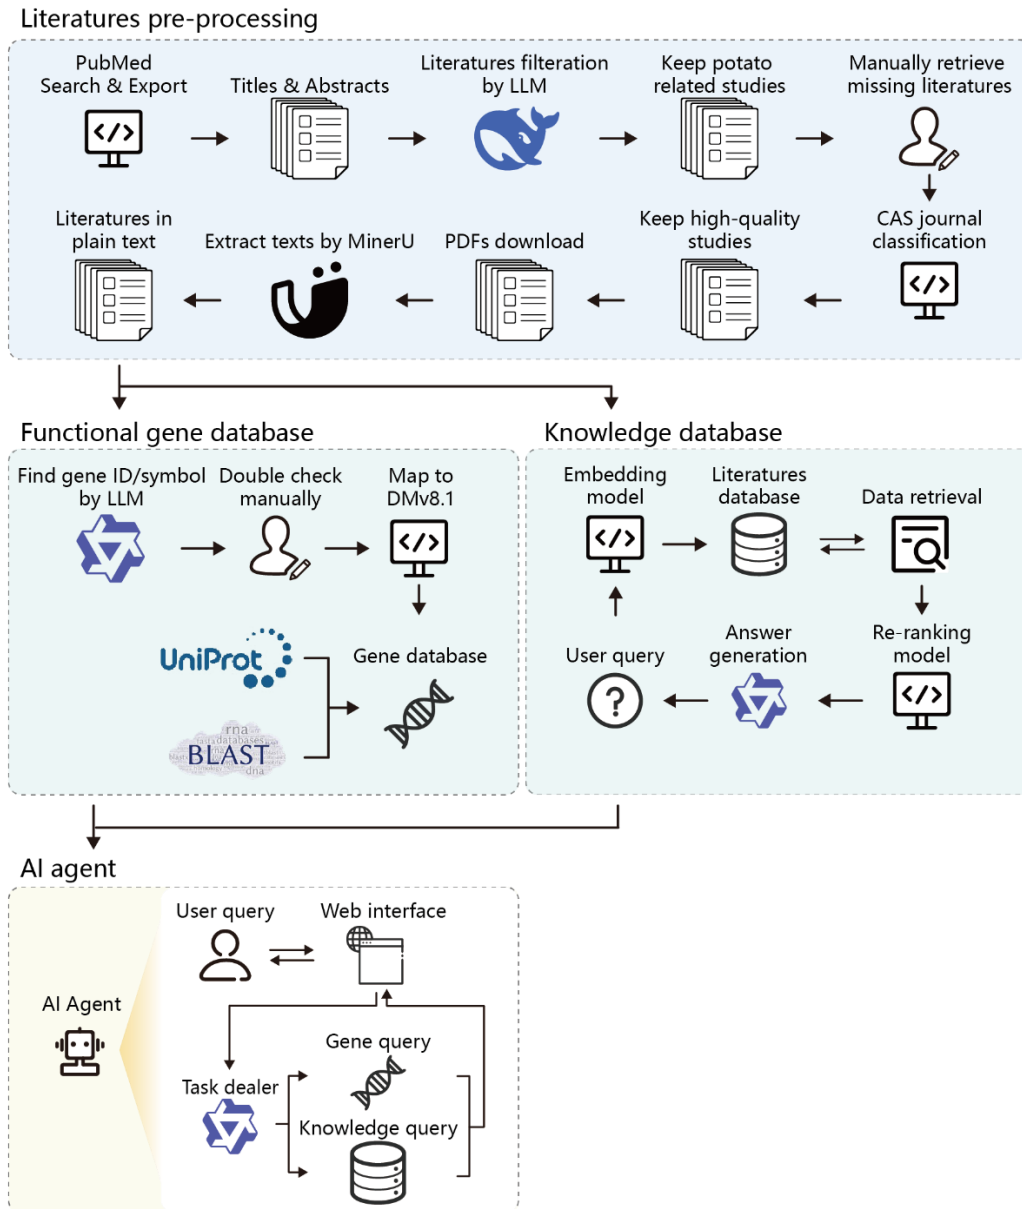 Literatures pre-processing
PubMed
Search & Export
Titles & Abstracts
Literatures filteration
by LLM
Keep potato
related studies
Manually retrieve
missing literatures
Literatures in
plain text
Extract texts by MinerU
PDFs download
Keep high-quality
studies
CAS journal
classification
Functional gene database
Find gene ID/symbol
by LLM
Double check
manually
Map to
DMv8.1
UniProt
Gene database
rna
databases
BLAST
dna
Knowledge database
Embedding
model
Literatures
database
Data retrieval
User query
?
Answer
generation
Re-ranking
model
AI agent
AI Agent
User query
Web interface
Gene query
Task dealer
Knowledge query